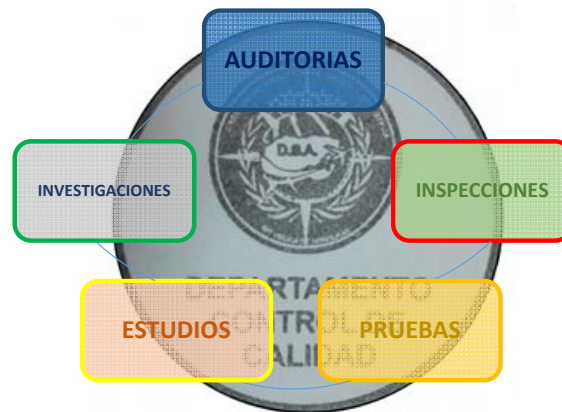 AUDITORIAS
D.S.A.
INVESTIGACIONES
INSPECCIONES
DEPARTAMENTO
CONTROL DE
CALIDAD
ESTUDIOS
PRUEBAS